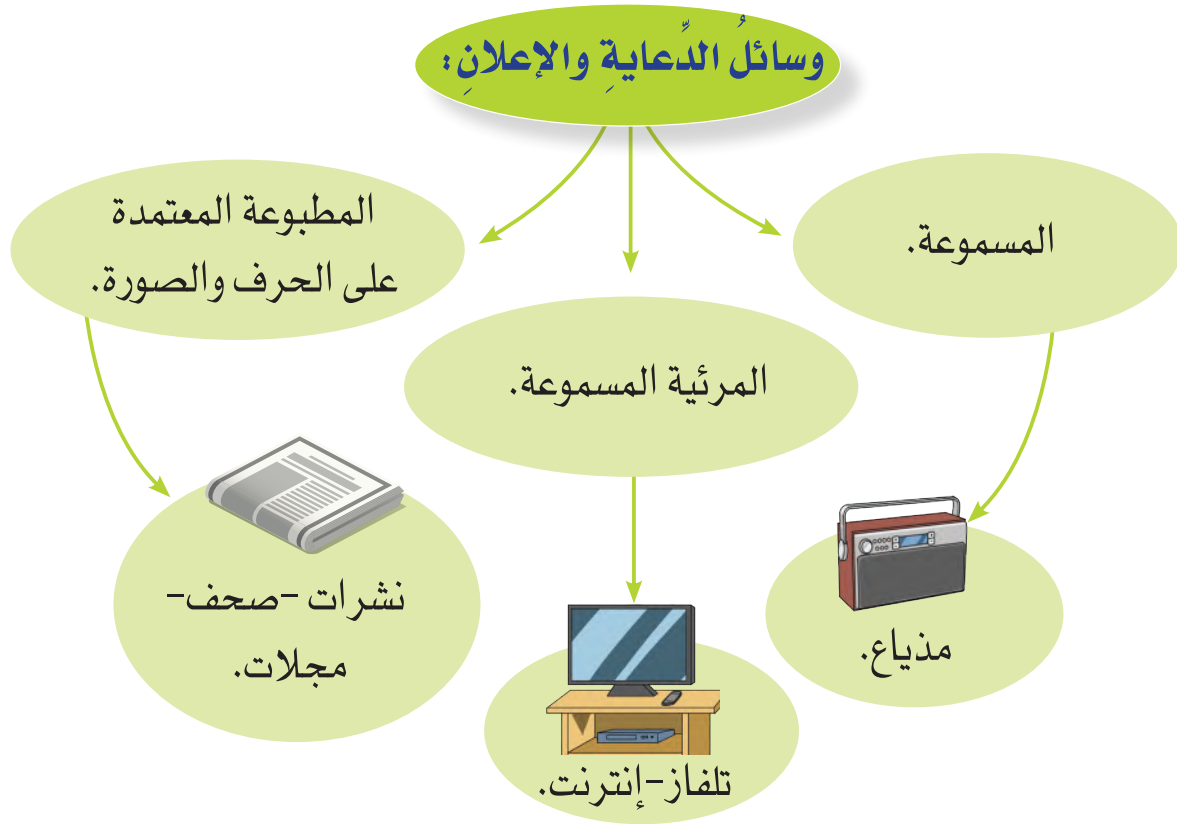 وسائلُ الدِّعايةِ والإعلانِ:
المسموعة.
المرئية المسموعة.
المطبوعة المعتمدة
على الحرف والصورة.
مذياع.
تلفاز-إنترنت.
نشرات -صحف-
مجلات.